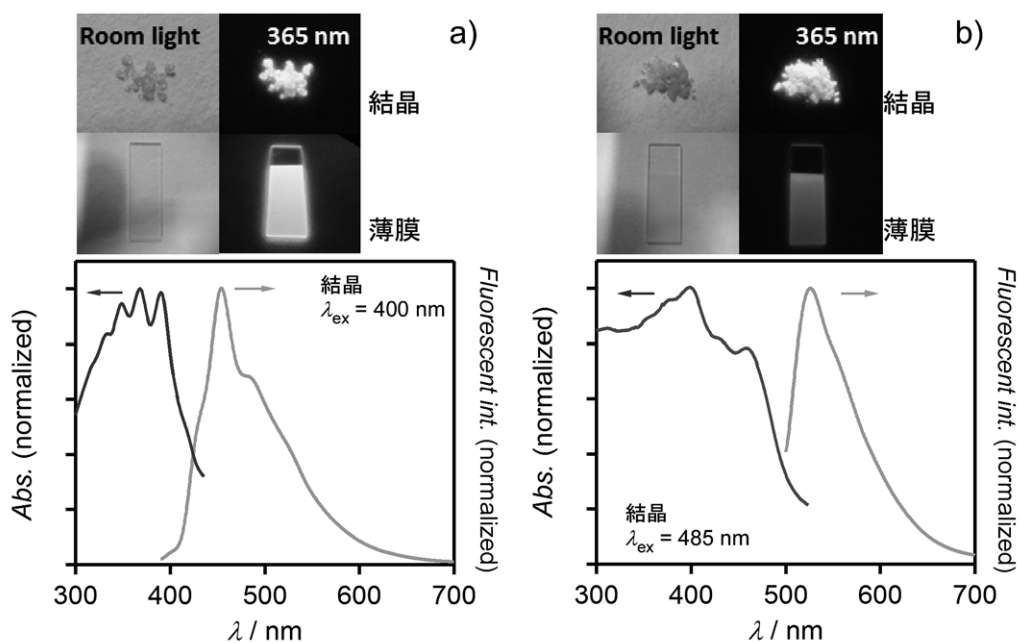 Room light 365 nm a)
結晶
薄膜
Abs. (normalized)
Fluorescent int. (normalized)
結晶
λex = 400 nm
300 400 500 600 700
λ / nm
Room light 365 nm b)
結晶
薄膜
Abs. (normalized)
Fluorescent int. (normalized)
結晶
λex = 485 nm
300 400 500 600 700
λ / nm